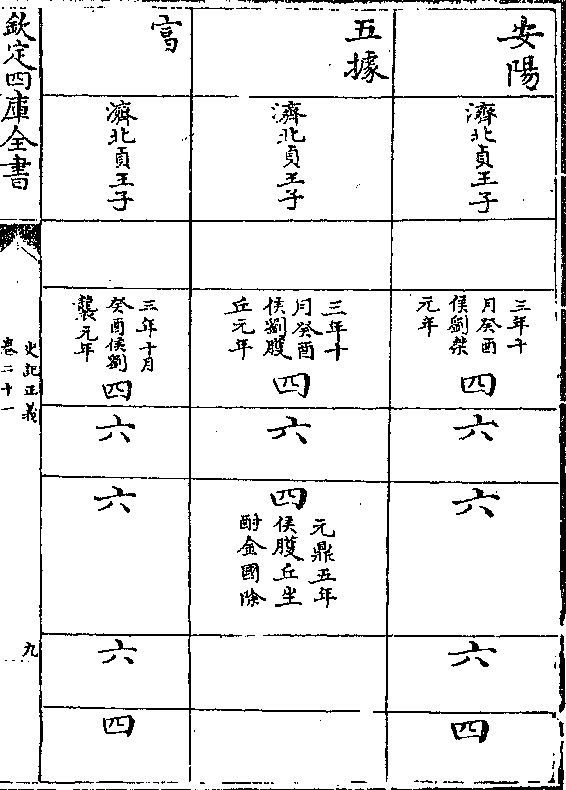 安陽
濟北貞王子
三年十
月癸酉
侯劉桀
元年
四
六
六
六
四
五據
濟北貞王子
三年十
月癸酉
侯劉臒
丘元年
四
六
四
元鼎五年
侯臒丘坐
酎金國除
富
濟北貞王子
三年十月
癸酉侯劉
襲元年
四
六
六
六
四
欽定四庫全書
史記正義
卷二十一
九